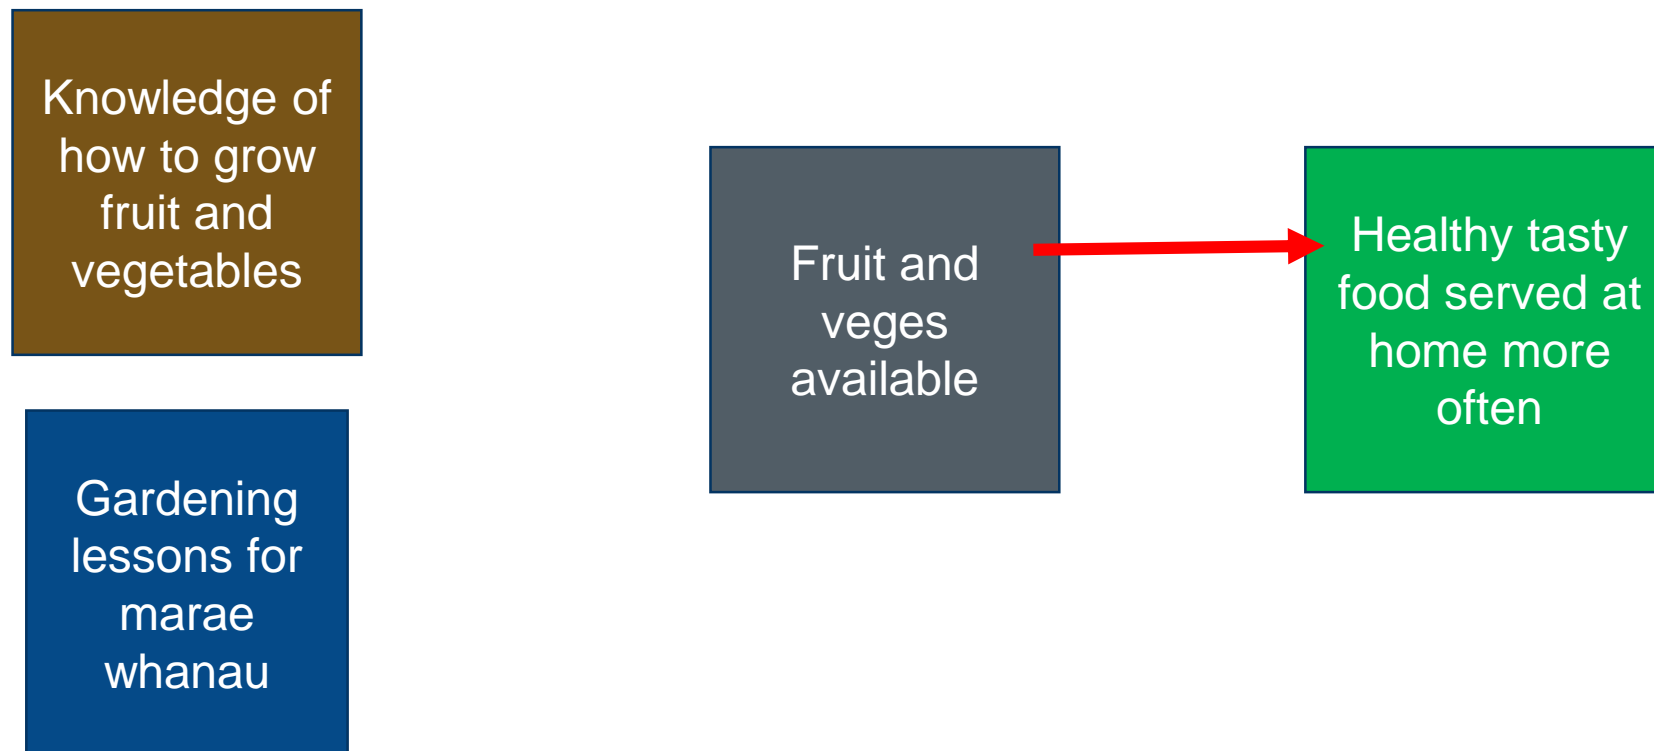 Knowledge of
how to grow
fruit and
vegetables
Gardening
lessons for
marae
whanau
Fruit and
veges
available
Healthy tasty
food served at
home more
often